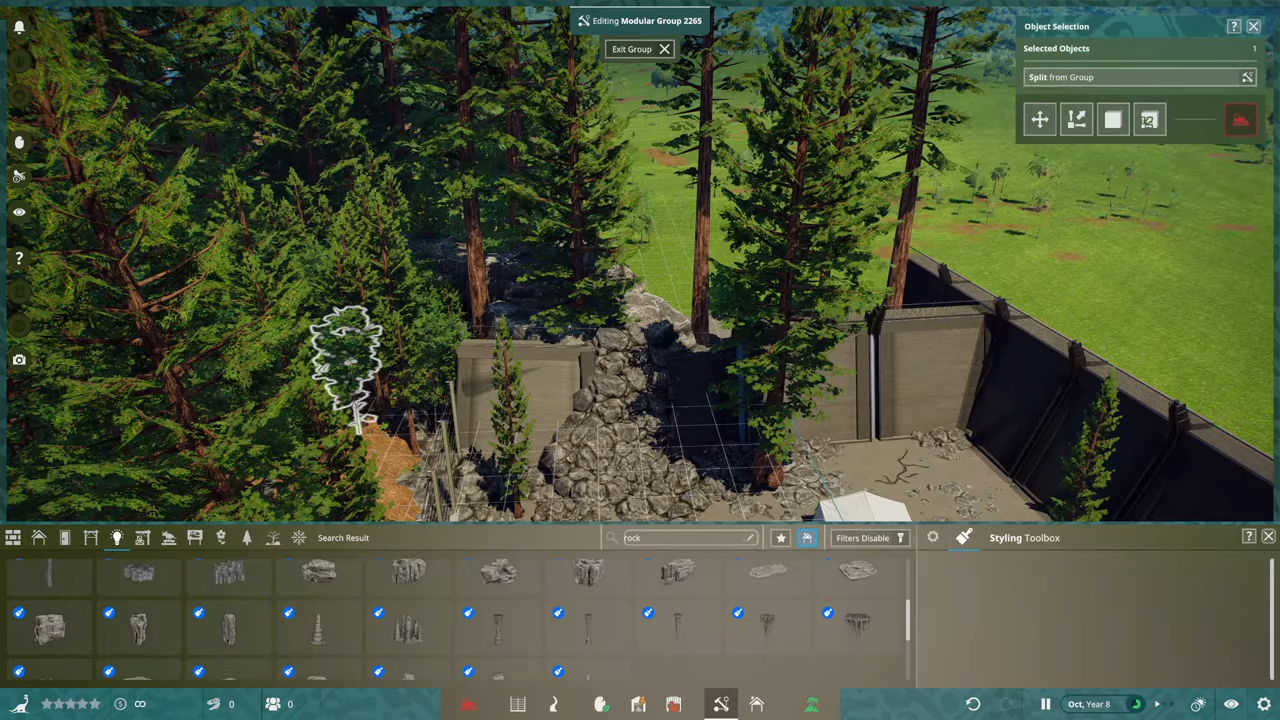 Editing Modular Group 2265
Exit Group
Object Selection
?
Selected Objects 1
Split from Group
12
?
Search Result
rock
Filters Disable
Styling Toolbox
?
0
0
Oct, Year 8